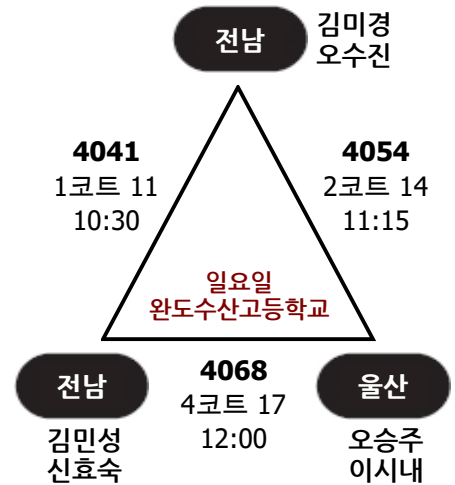 전남
김미경
오수진
4041
1코트 11
10:30
4054
2코트 14
11:15
일요일
완도수산고등학교
전남
김민성
신효숙
4068
4코트 17
12:00
울산
오승주
이시내